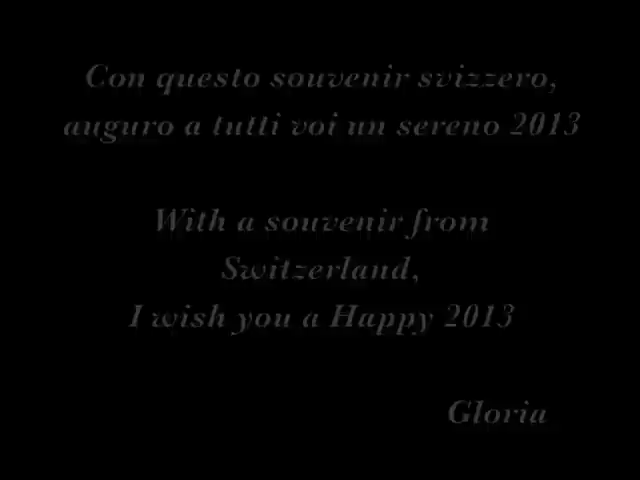 Con questo souvenir svizzero,
auguro a tutti voi un sereno 2013
With a souvenir from
Switzerland,
I wish you a Happy 2013
Gloria